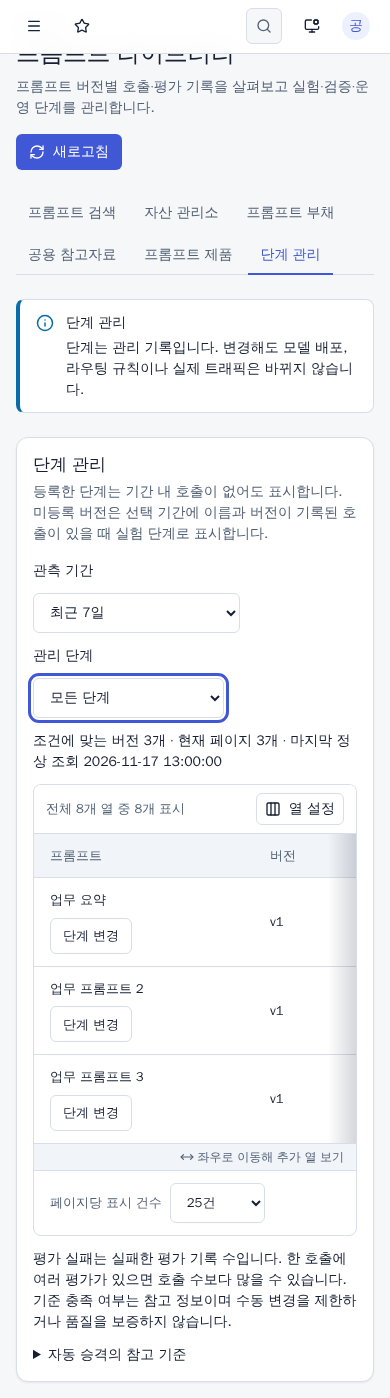 공
프롬프트 라이브러리
프롬프트 버전별 호출·평가 기록을 살펴보고 실험·검증·운
영 단계를 관리합니다.
새로고침
프롬프트 검색
자산 관리소
프롬프트 부채
공용 참고자료
프롬프트 제품
단계 관리
단계 관리
단계는 관리 기록입니다. 변경해도 모델 배포,
라우팅 규칙이나 실제 트래픽은 바뀌지 않습니
다.
단계 관리
등록한 단계는 기간 내 호출이 없어도 표시합니다.
미등록 버전은 선택 기간에 이름과 버전이 기록된 호
출이 있을 때 실험 단계로 표시합니다.
관측 기간
최근 7일
관리 단계
모든 단계
조건에 맞는 버전 3개 · 현재 페이지 3개 · 마지막 정
상 조회 2026-11-17 13:00:00
전체 8개 열 중 8개 표시
열 설정
프롬프트
버전
업무 요약
단계 변경
v1
업무 프롬프트 2
단계 변경
v1
업무 프롬프트 3
단계 변경
v1
좌우로 이동해 추가 열 보기
페이지당 표시 건수
25건
평가 실패는 실패한 평가 기록 수입니다. 한 호출에
여러 평가가 있으면 호출 수보다 많을 수 있습니다.
기준 충족 여부는 참고 정보이며 수동 변경을 제한하
거나 품질을 보증하지 않습니다.
자동 승격의 참고 기준